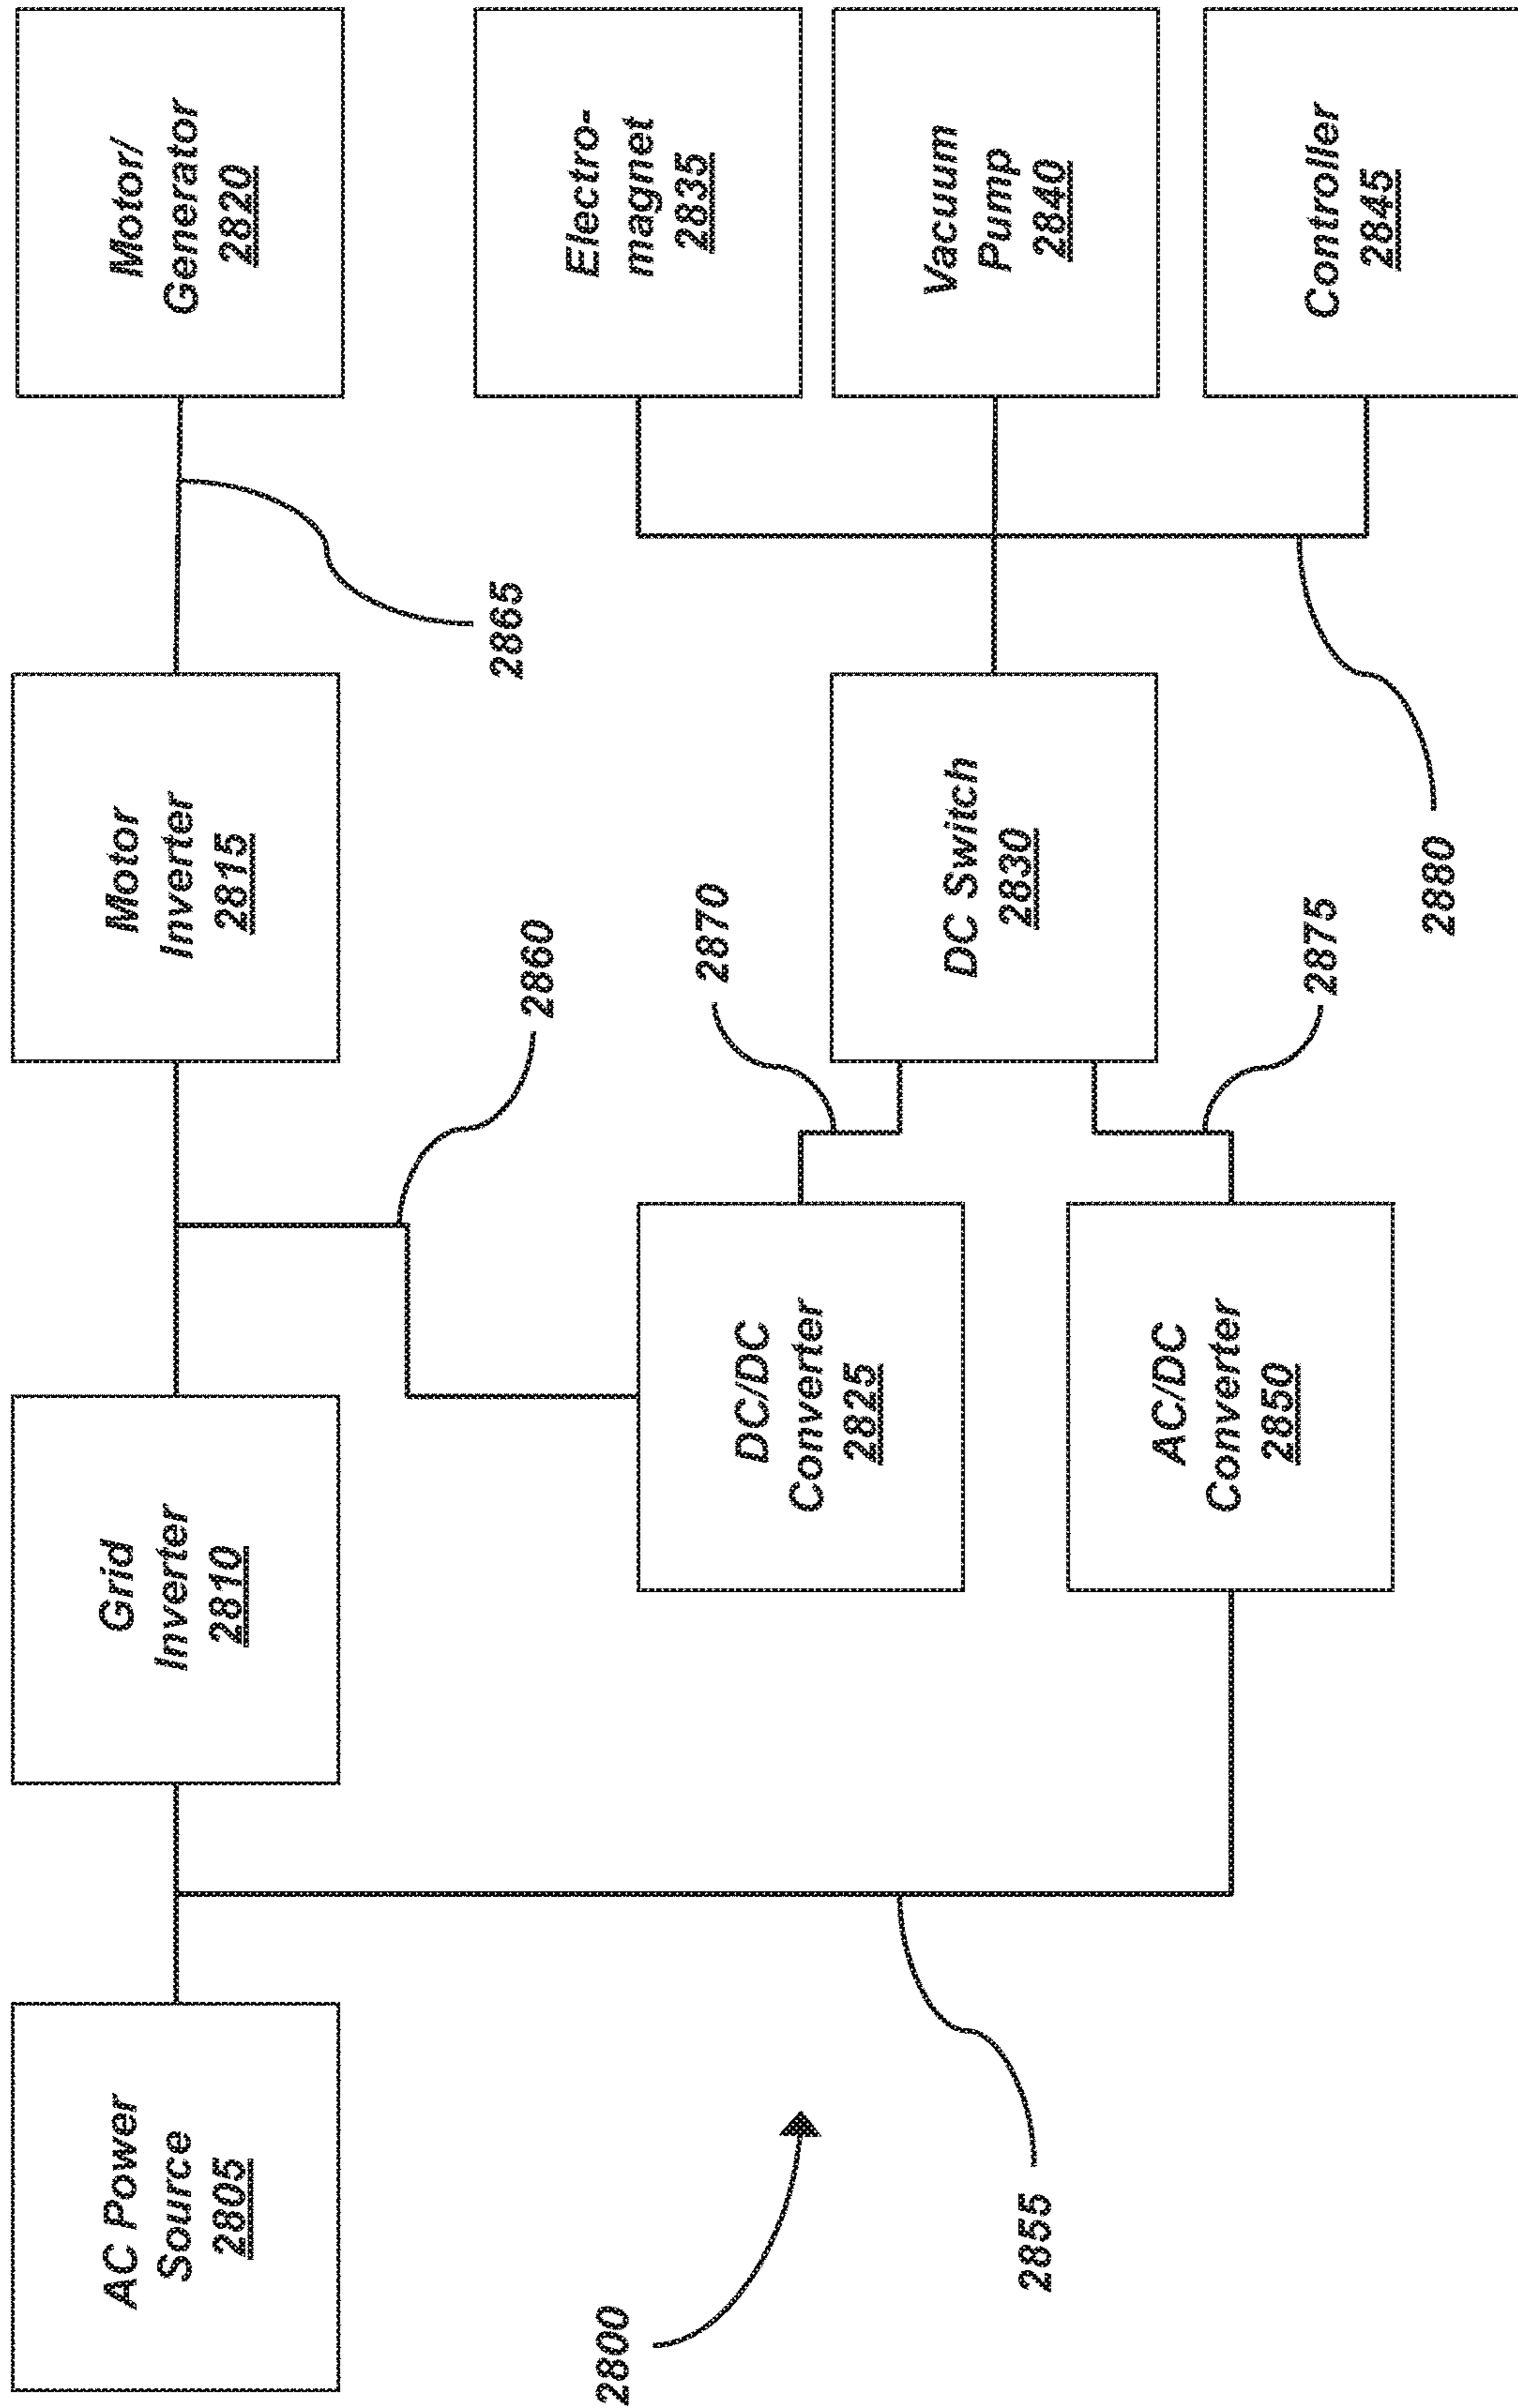 AC Power
Source
2805
Grid
Inverter
2810
Motor
Inverter
2815
Motor/
Generator
2820
2865
2860
Electro-
magnet
2835
2870
DC/DC
Converter
2825
DC Switch
2830
Vacuum
Pump
2840
2800
2855
AC/DC
Converter
2850
2875
2880
Controller
2845